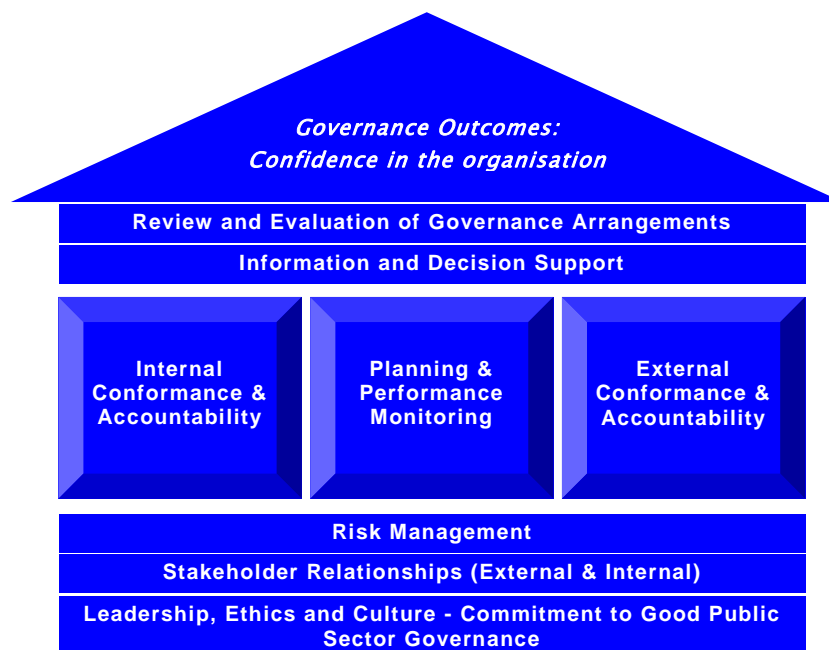 Governance Outcomes:
Confidence in the organisation
Review and Evaluation of Governance Arrangements
Information and Decision Support
Internal
Conformance &
Accountability
Planning &
Performance
Monitoring
External
Conformance &
Accountability
Risk Management
Stakeholder Relationships (External & Internal)
Leadership, Ethics and Culture - Commitment to Good Public
Sector Governance